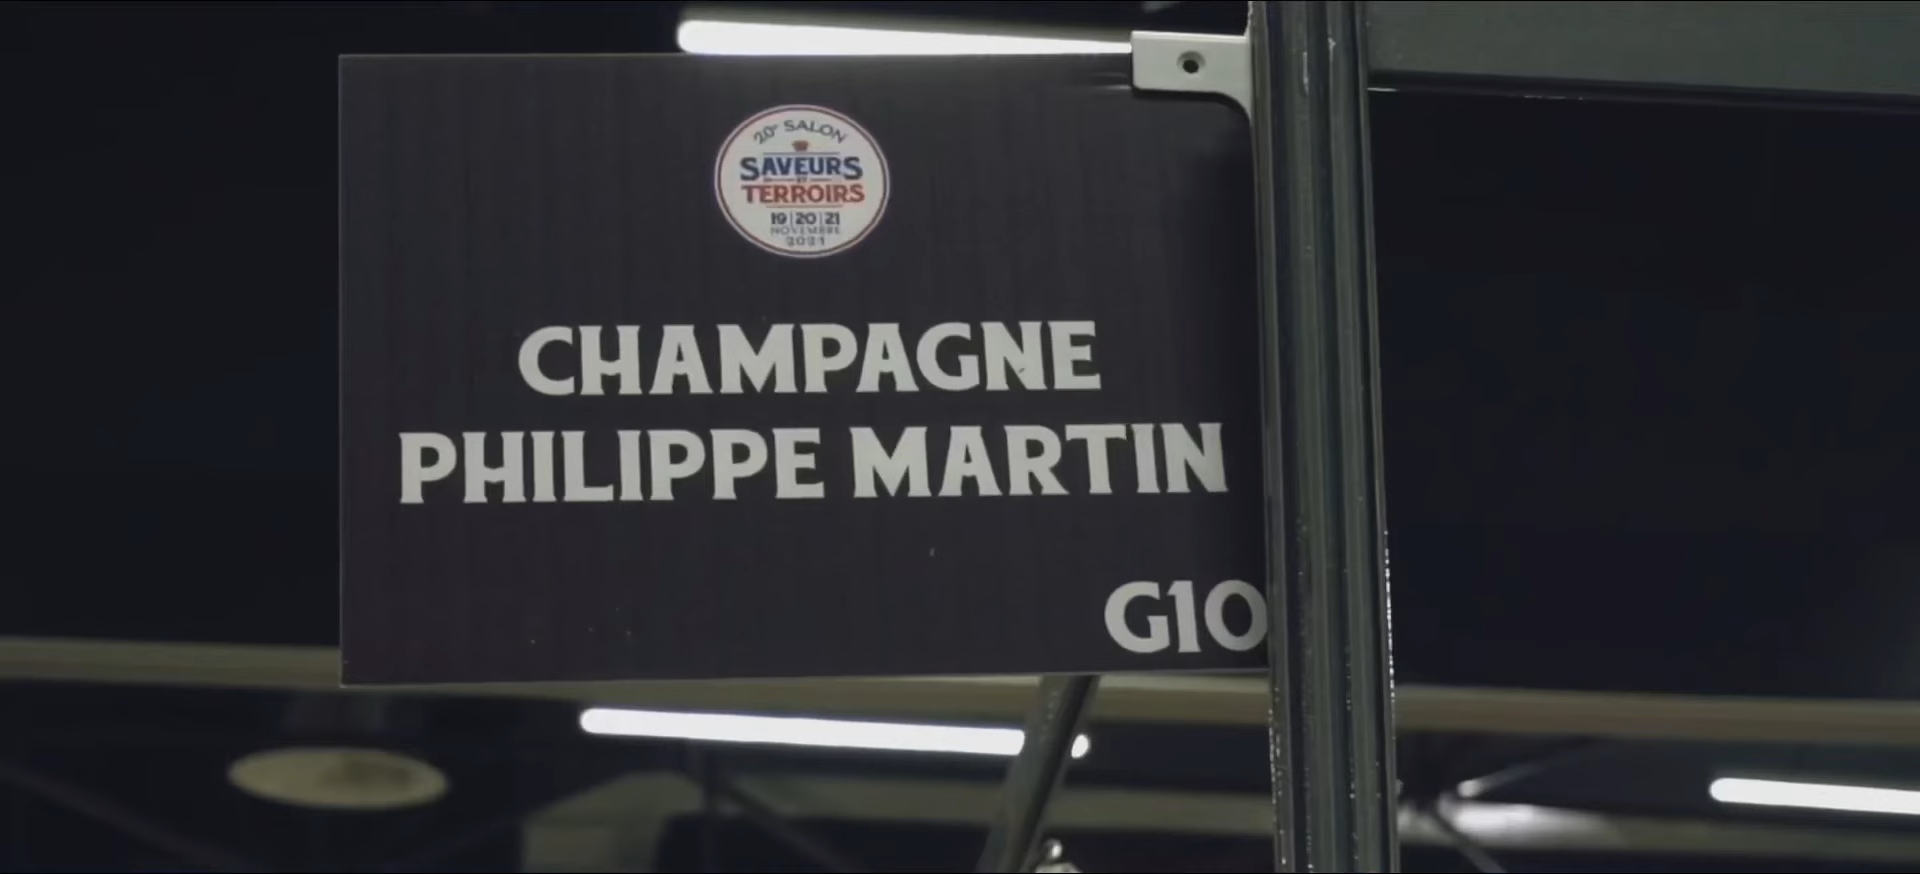 20e SALON
SAVEURS
ET
TERROIRS
19|20|21
NOVEMBRE
2021
CHAMPAGNE
PHILIPPE MARTIN
G10